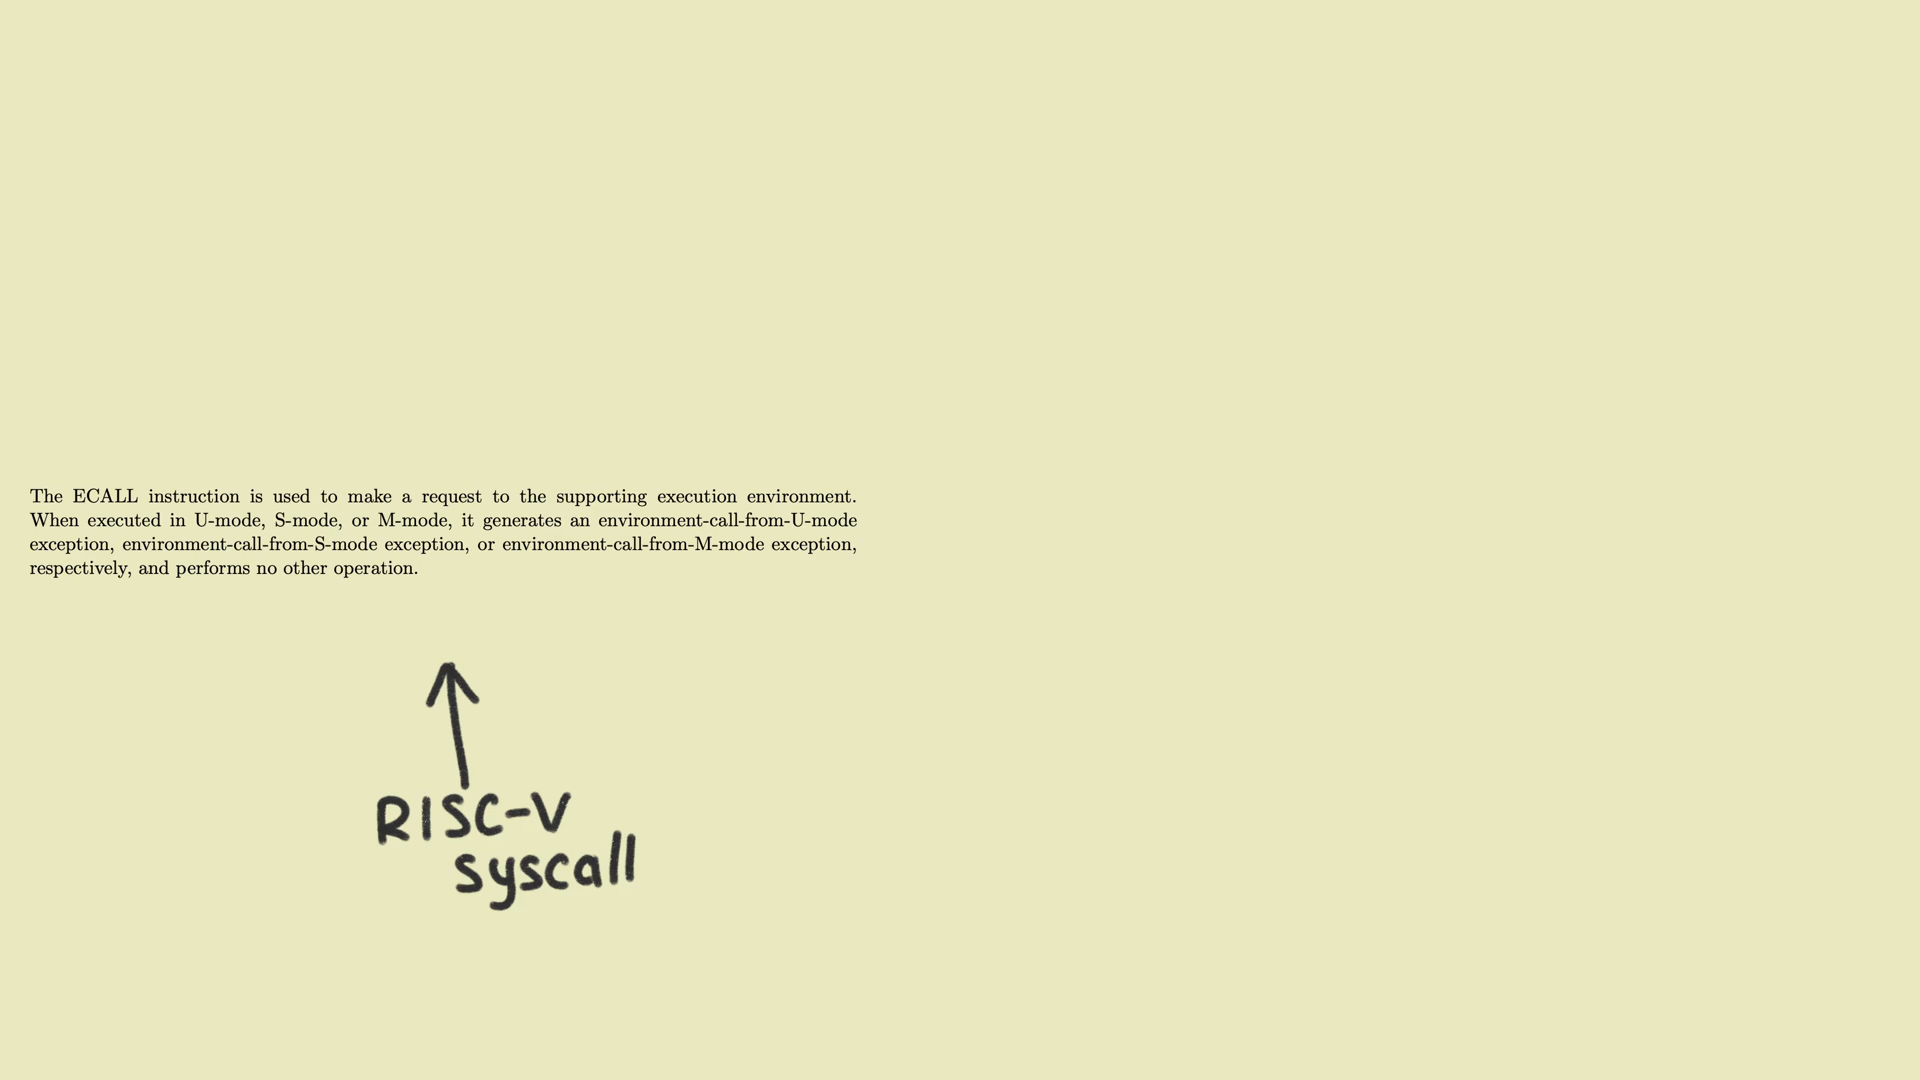 The ECALL instruction is used to make a request to the supporting execution environment.
When executed in U-mode, S-mode, or M-mode, it generates an environment-call-from-U-mode
exception, environment-call-from-S-mode exception, or environment-call-from-M-mode exception,
respectively, and performs no other operation.
RISC-V
syscall